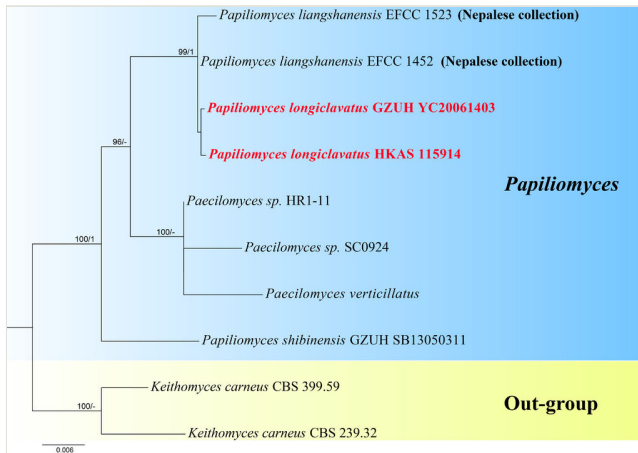 Papiliomyces liangshanensis EFCC 1523 (Nepalese collection)
99/1
Papiliomyces liangshanensis EFCC 1452 (Nepalese collection)
Papiliomyces longiclavatus GZUH YC20061403
96/-
Papiliomyces longiclavatus HKAS 115914
Papiliomyces
Paecilomyces sp. HR1-11
100/-
100/1
Paecilomyces sp. SC0924
Paecilomyces verticillatus
Papiliomyces shibinensis GZUH SB13050311
Keithomyces carneus CBS 399.59
Out-group
100/-
Keithomyces carneus CBS 239.32
0.006